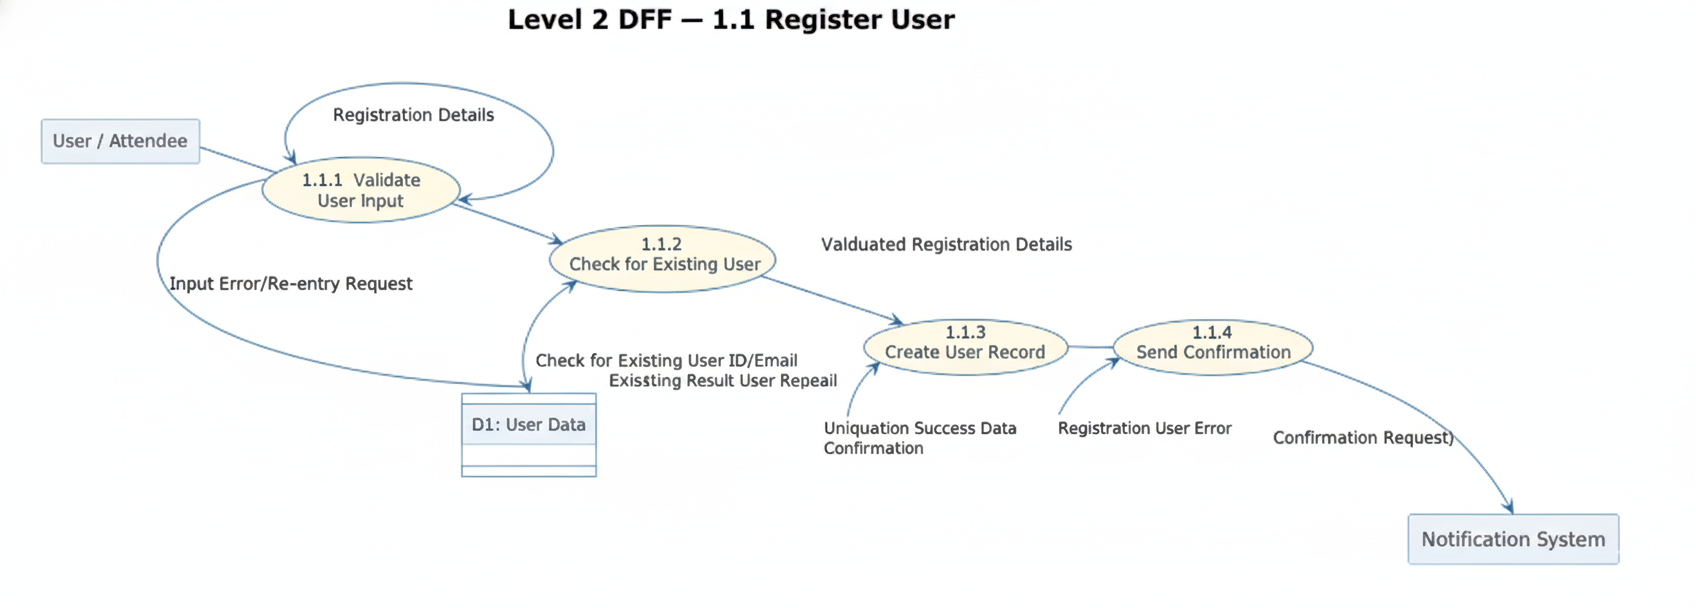 Level 2 DFF — 1.1 Register User
Registration Details
User / Attendee
1.1.1 Validate
User Input
1.1.2
Check for Existing User
Valduated Registration Details
Input Error/Re-entry Request
1.1.3
Create User Record
1.1.4
Send Confirmation
Check for Existing User ID/Email
Exissting Result User Repeail
D1: User Data
Uniquation Success Data
Confirmation
Registration User Error
Confirmation Request)
Notification System